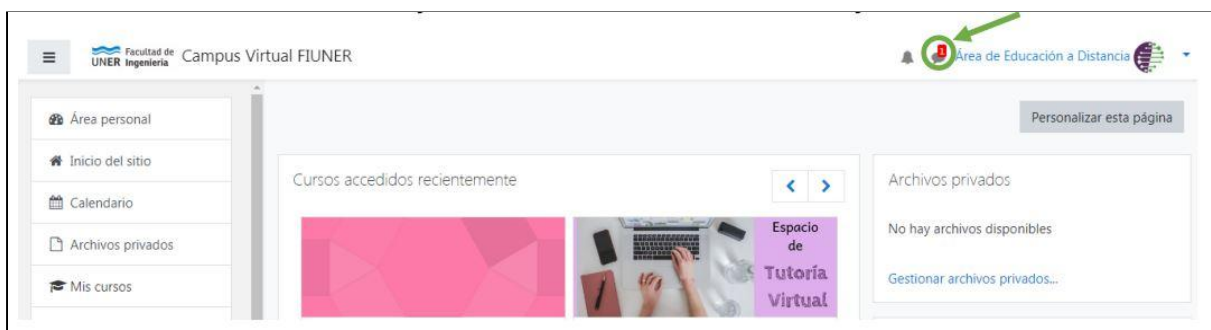 Facultad de
UNER Ingeniería
Campus Virtual FIUNER
1
Área de Educación a Distancia
Personalizar esta página
Área personal
Inicio del sitio
Calendario
Archivos privados
Mis cursos
Cursos accedidos recientemente
Espacio
de
Tutoría
Virtual
Archivos privados
No hay archivos disponibles
Gestionar archivos privados...